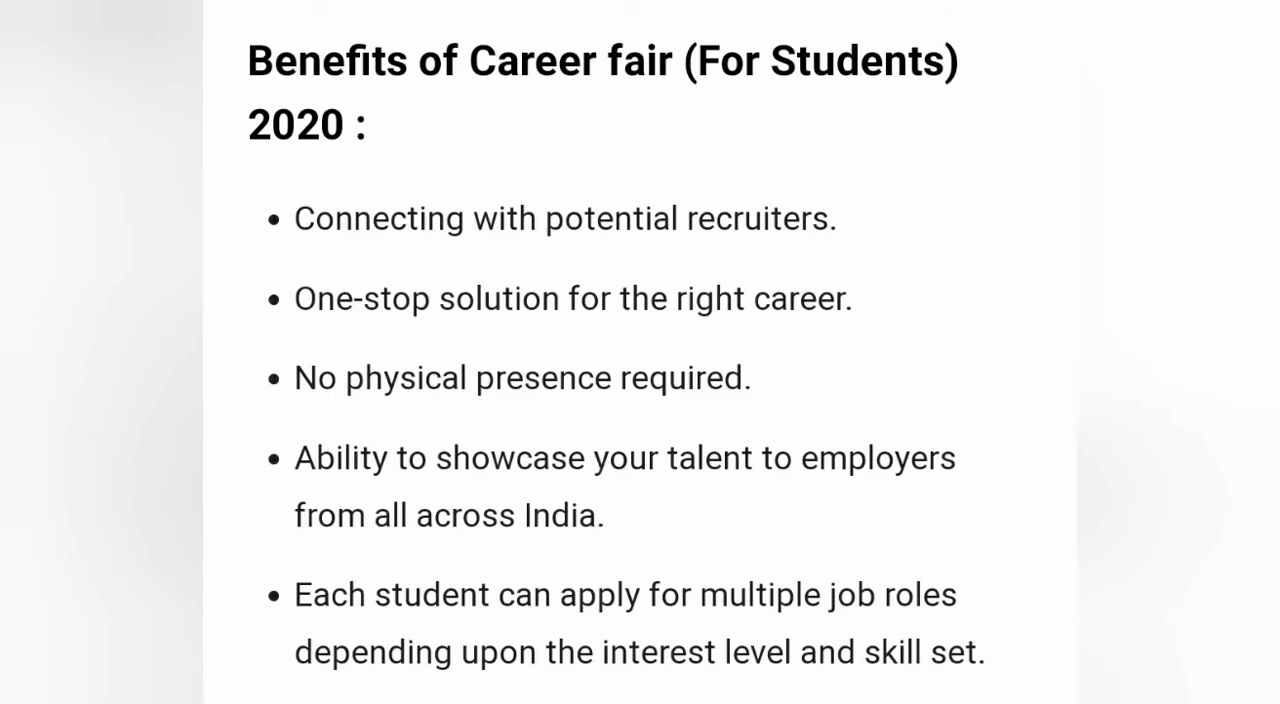 Benefits of Career fair (For Students)
2020 :
• Connecting with potential recruiters.
• One-stop solution for the right career.
• No physical presence required.
• Ability to showcase your talent to employers
from all across India.
• Each student can apply for multiple job roles
depending upon the interest level and skill set.